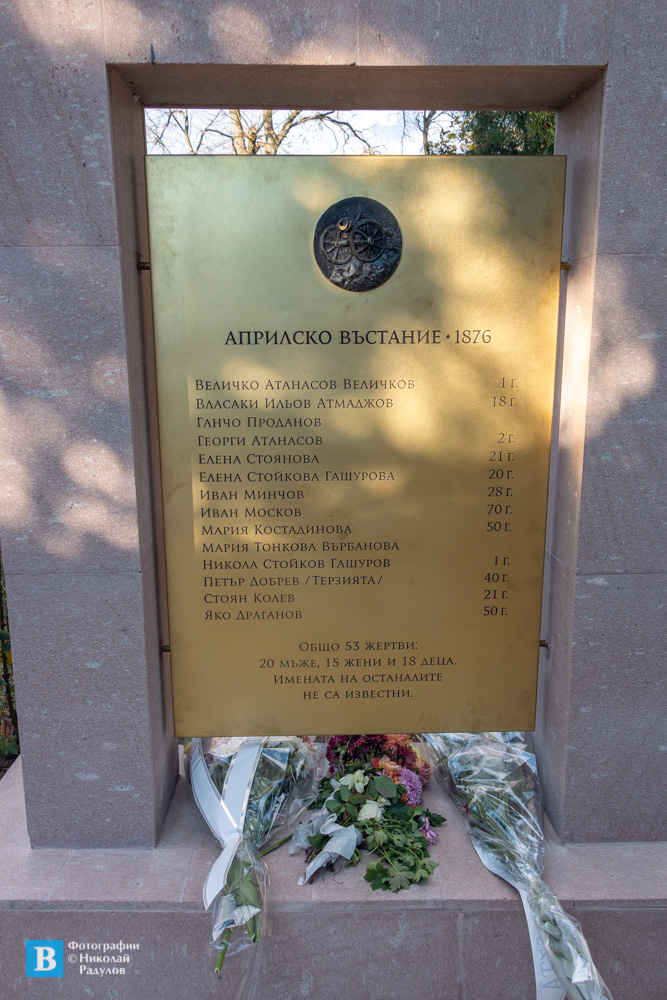 АПРИЛСКО ВЪСТАНИЕ • 1876
Величко Атанасов Величков 1 г.
Власаки Ильов Атмаджов 18 г.
Ганчо Проданов
Георги Атанасов 2 г.
Елена Стоянова 21 г.
Елена Стойкова Гашурова 20 г.
Иван Минчов 28 г.
Иван Москов 70 г.
Мария Костадинова 50 г.
Мария Тонкова Върбанова
Никола Стойков Гашуров 1 г.
Петър Добрев /Терзията/ 40 г.
Стоян Колев 21 г.
Яко Драганов 50 г.
Общо 53 жертви:
20 мъже, 15 жени и 18 деца.
Имената на останалите
не са известни.
В
Фотографии
© Николай
Радулов